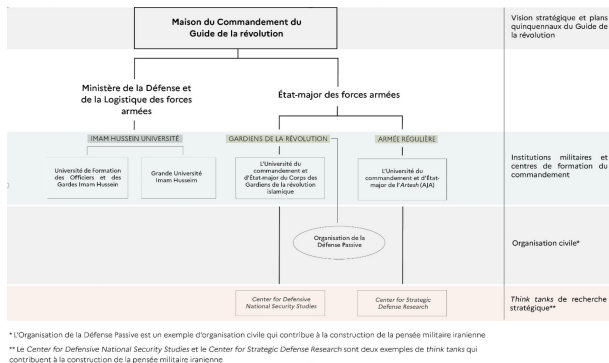 Maison du Commandement du
Guide de la révolution
Vision stratégique et plans
quinquennaux du Guide de
la révolution
Ministère de la Défense et
de la Logistique des forces
armées
État-major des forces armées
IMAM HUSSEIN UNIVERSITÉ
GARDIENS DE LA RÉVOLUTION
ARMÉE RÉGULIÈRE
Université de Formation
des Officiers et des
Gardes Imam Hussein
Grande Université
Imam Husseim
L'Université du
commandement et
d'État-major du Corps des
Gardiens de la révolution
islamique
L'Université du
commandement et d'État-
major de l'Artesh (AJA)
Institutions militaires et
centres de formation du
commandement
Organisation de la
Défense Passive
Organisation civile*
Center for Defensive
National Security Studies
Center for Strategic
Defense Research
Think tanks de recherche
stratégique**
* L'Organisation de la Défense Passive est un exemple d'organisation civile qui contribue à la construction de la pensée militaire iranienne
** Le Center for Defensive National Security Studies et le Center for Strategic Defense Research sont deux exemples de think tanks qui
contribuent à la construction de la pensée militaire iranienne